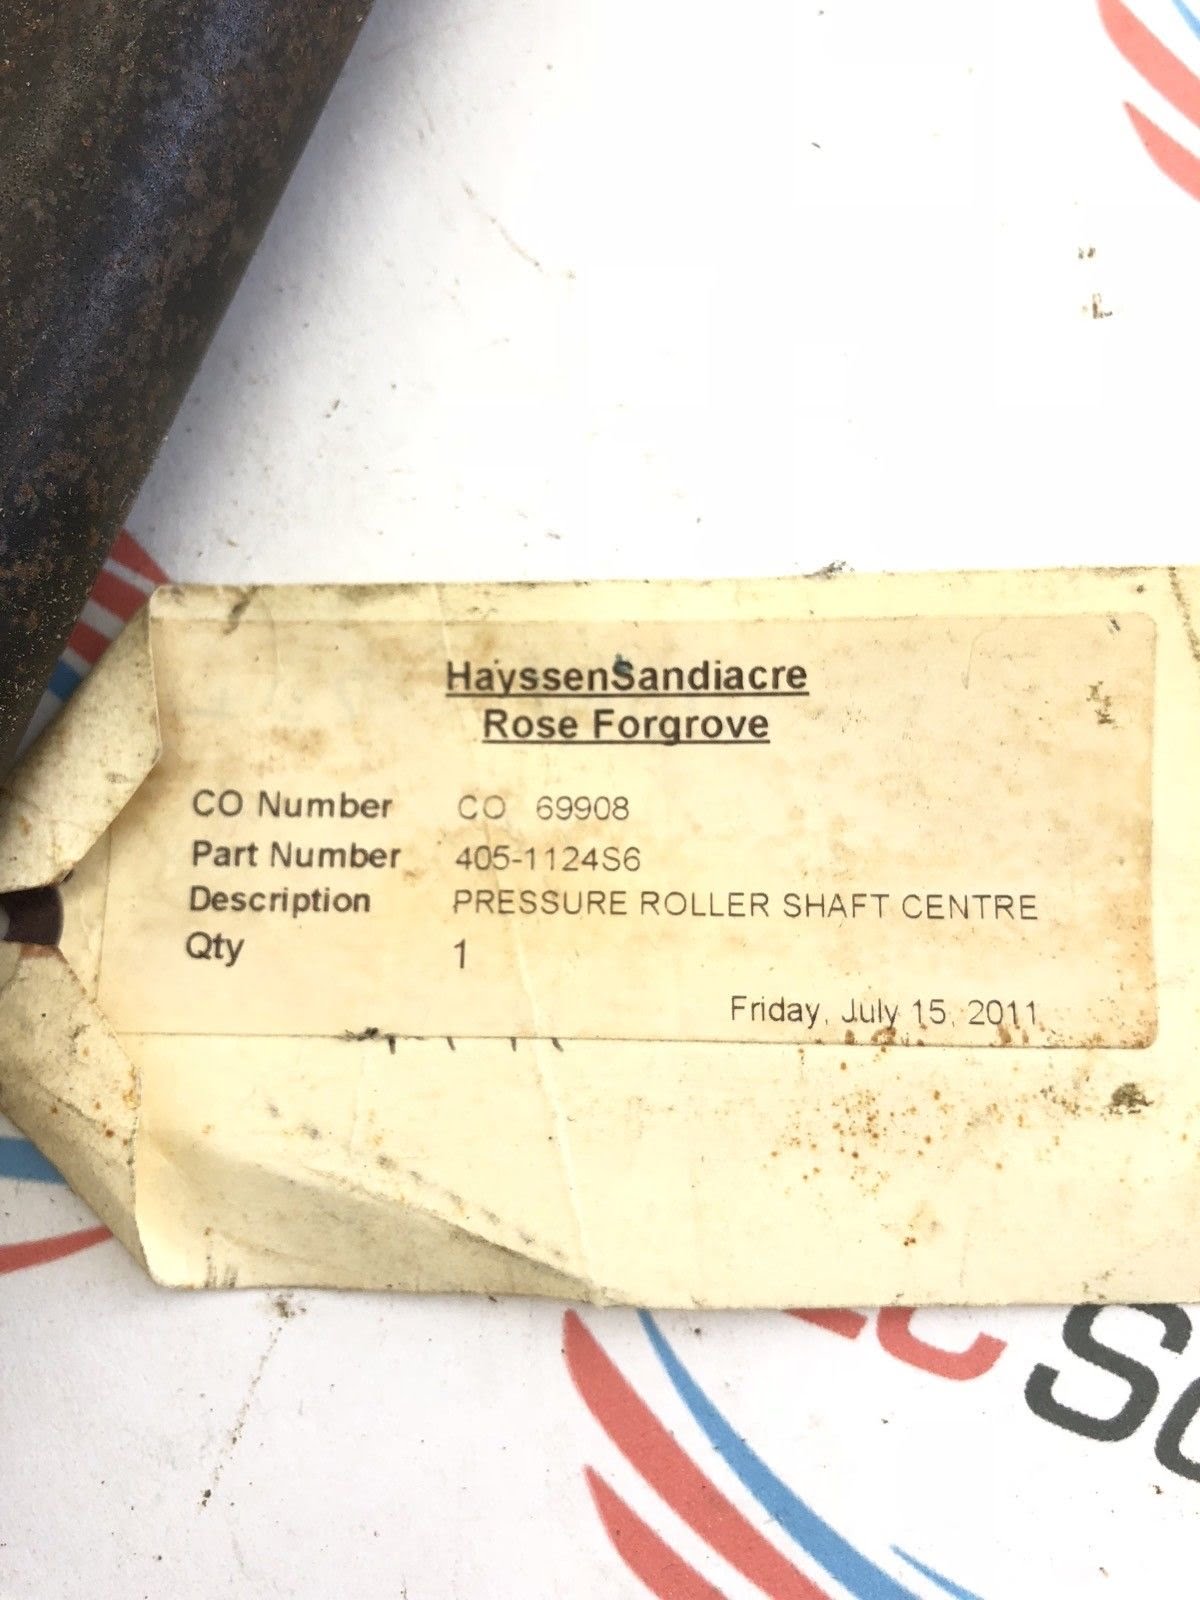 HayssenSandiacre
Rose Forgrove
CO Number CO 69908
Part Number 405-1124S6
Description PRESSURE ROLLER SHAFT CENTRE
Qty 1
Friday, July 15, 2011